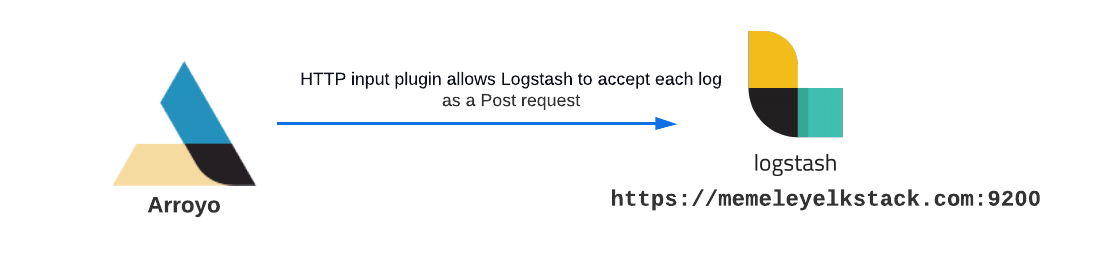 HTTP input plugin allows Logstash to accept each log
as a Post request
logstash
Arroyo
https://memeleyelkstack.com:9200